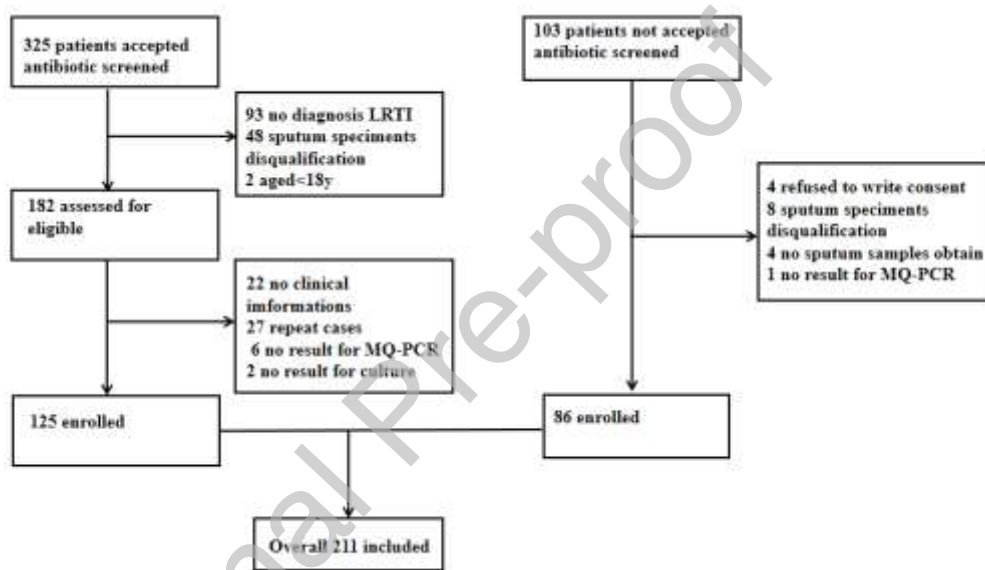 325 patients accepted
antibiotic screened
103 patients not accepted
antibiotic screened
93 no diagnosis LRTI
48 sputum speciments
disqualification
2 aged<18y
4 refused to write consent
8 sputum speciments
disqualification
4 no sputum samples obtain
1 no result for MQ-PCR
182 assessed for
eligible
22 no clinical
imformations
27 repeat cases
6 no result for MQ-PCR
2 no result for culture
125 enrolled
86 enrolled
Overall 211 included
nal Pre-proof